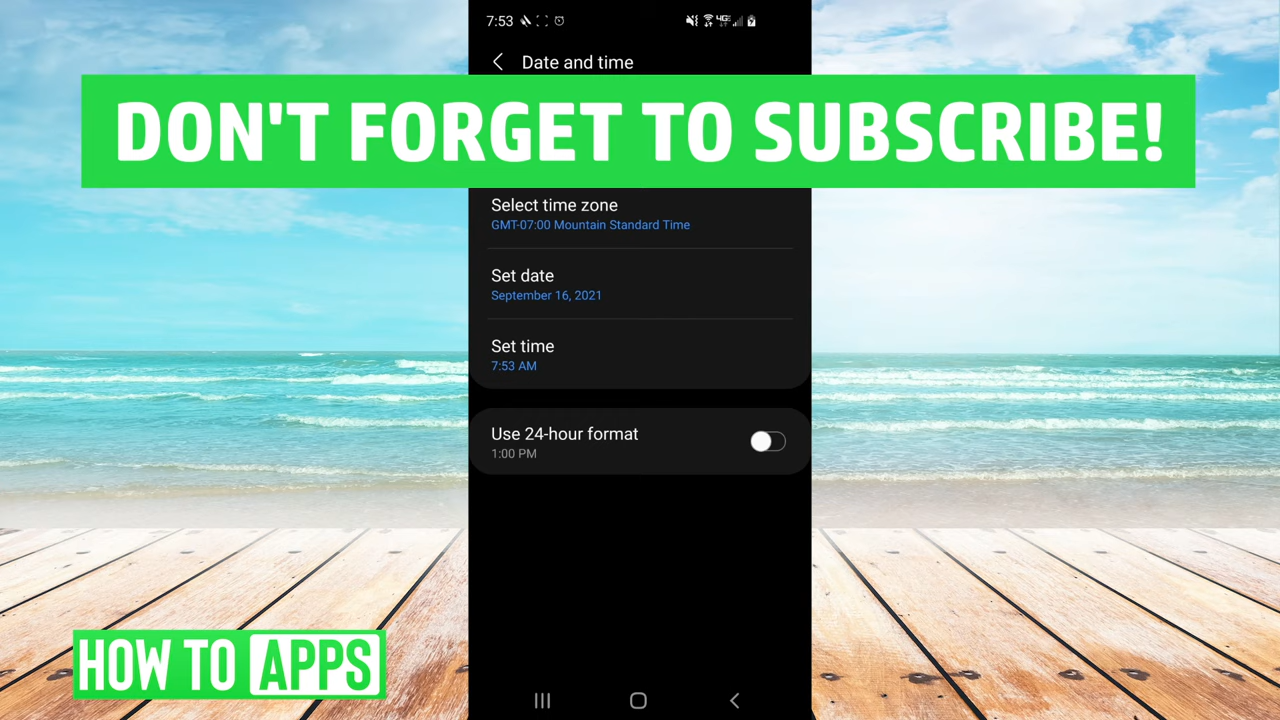 7:53
4GE
Date and time
DON'T FORGET TO SUBSCRIBE!
Select time zone
GMT-07:00 Mountain Standard Time
Set date
September 16, 2021
Set time
7:53 AM
Use 24-hour format
1:00 PM
HOW TO APPS